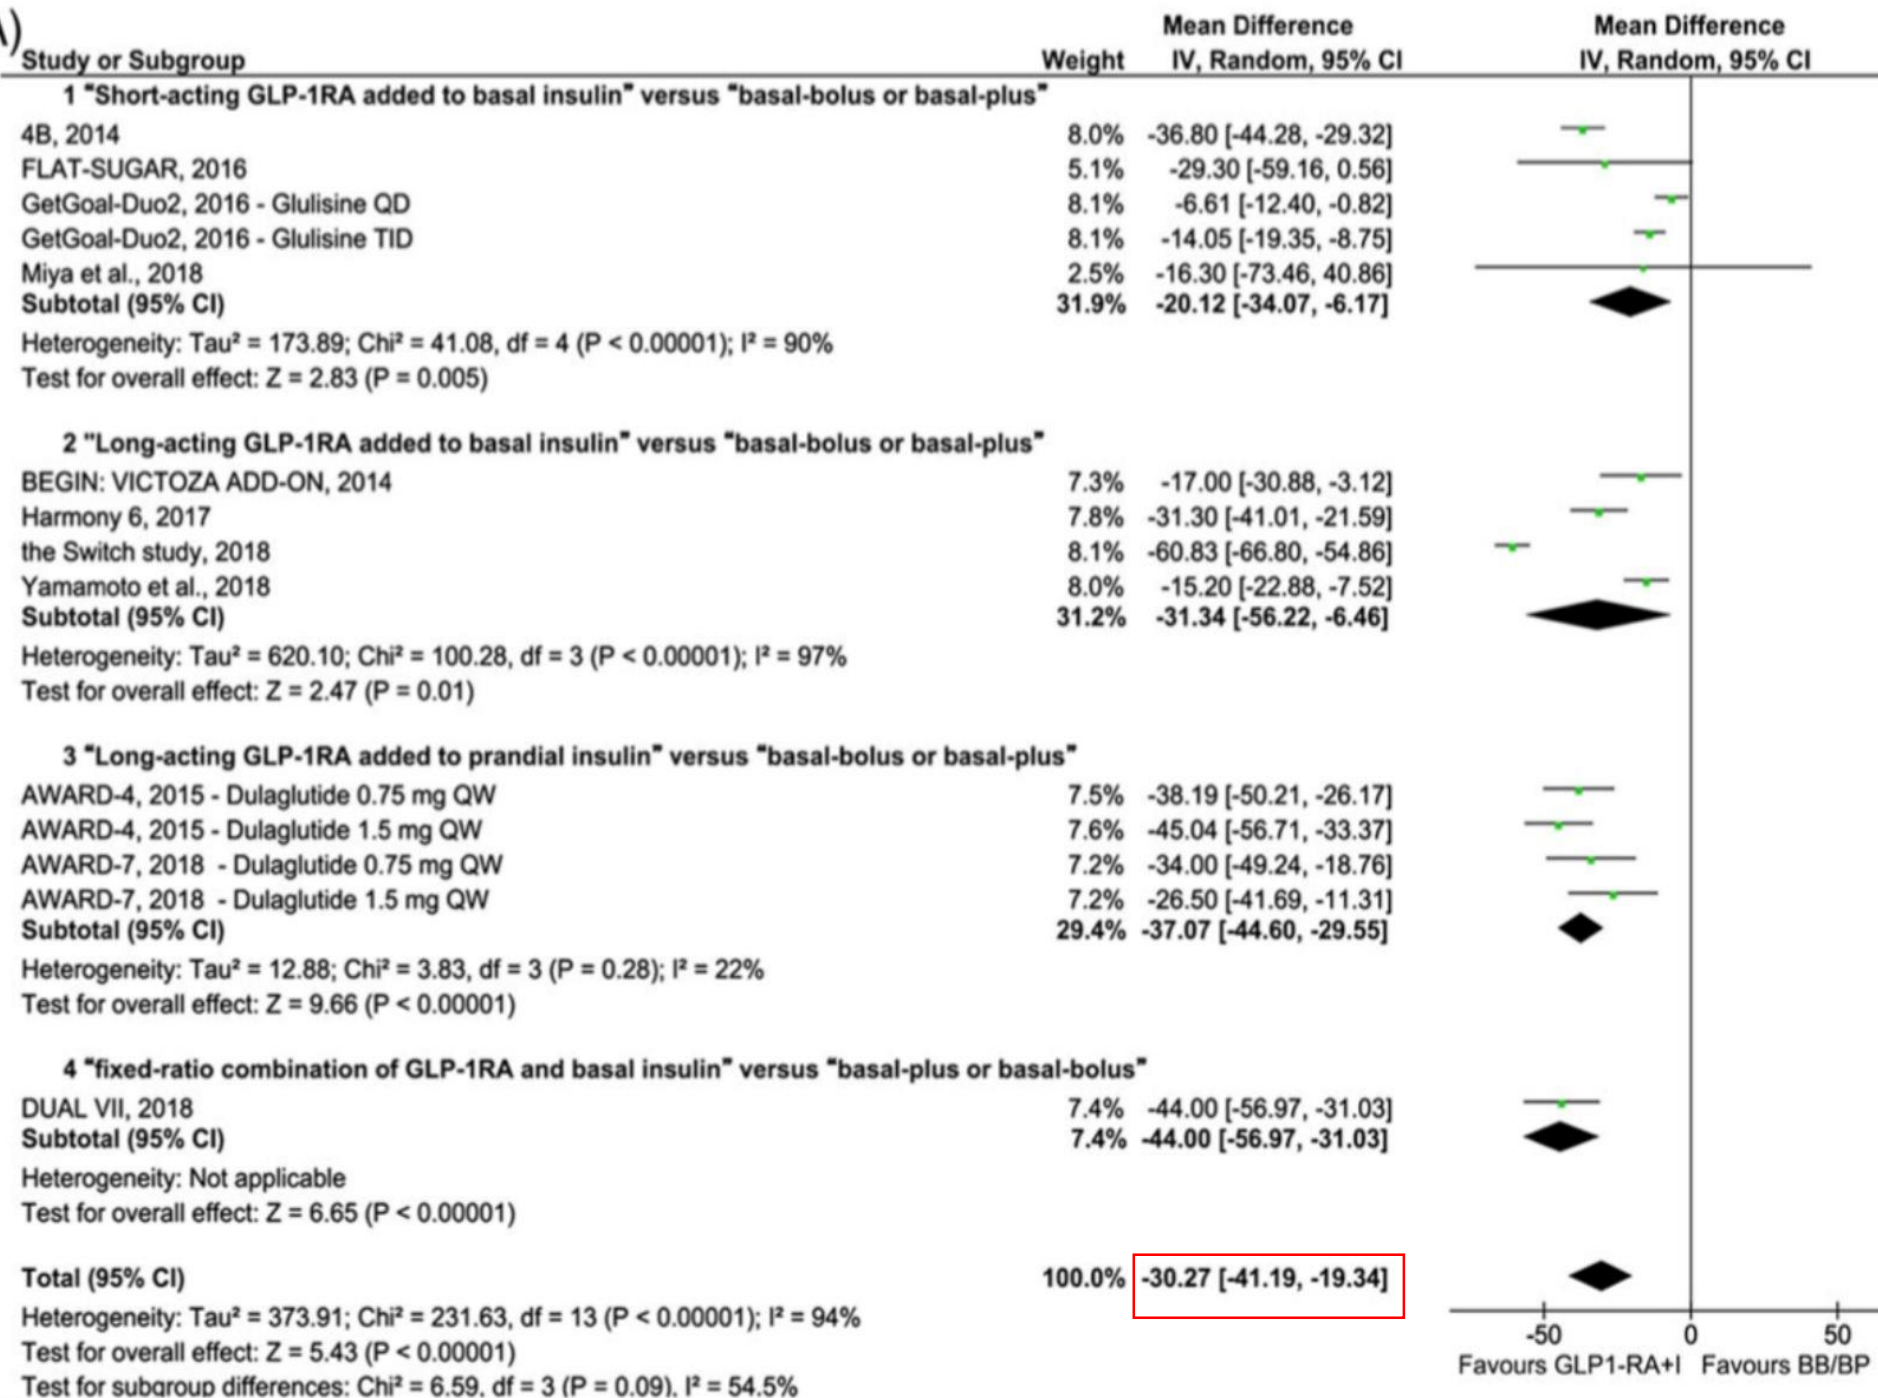 A)
Mean Difference Mean Difference
Study or Subgroup Weight IV, Random, 95% CI IV, Random, 95% CI
1 "Short-acting GLP-1RA added to basal insulin" versus "basal-bolus or basal-plus"
4B, 2014 8.0% -36.80 [-44.28, -29.32]
FLAT-SUGAR, 2016 5.1% -29.30 [-59.16, 0.56]
GetGoal-Duo2, 2016 - Glulisine QD 8.1% -6.61 [-12.40, -0.82]
GetGoal-Duo2, 2016 - Glulisine TID 8.1% -14.05 [-19.35, -8.75]
Miya et al., 2018 2.5% -16.30 [-73.46, 40.86]
Subtotal (95% CI) 31.9% -20.12 [-34.07, -6.17]
Heterogeneity: Tau² = 173.89; Chi² = 41.08, df = 4 (P < 0.00001); I² = 90%
Test for overall effect: Z = 2.83 (P = 0.005)
2 "Long-acting GLP-1RA added to basal insulin" versus "basal-bolus or basal-plus"
BEGIN: VICTOZA ADD-ON, 2014 7.3% -17.00 [-30.88, -3.12]
Harmony 6, 2017 7.8% -31.30 [-41.01, -21.59]
the Switch study, 2018 8.1% -60.83 [-66.80, -54.86]
Yamamoto et al., 2018 8.0% -15.20 [-22.88, -7.52]
Subtotal (95% CI) 31.2% -31.34 [-56.22, -6.46]
Heterogeneity: Tau² = 620.10; Chi² = 100.28, df = 3 (P < 0.00001); I² = 97%
Test for overall effect: Z = 2.47 (P = 0.01)
3 "Long-acting GLP-1RA added to prandial insulin" versus "basal-bolus or basal-plus"
AWARD-4, 2015 - Dulaglutide 0.75 mg QW 7.5% -38.19 [-50.21, -26.17]
AWARD-4, 2015 - Dulaglutide 1.5 mg QW 7.6% -45.04 [-56.71, -33.37]
AWARD-7, 2018 - Dulaglutide 0.75 mg QW 7.2% -34.00 [-49.24, -18.76]
AWARD-7, 2018 - Dulaglutide 1.5 mg QW 7.2% -26.50 [-41.69, -11.31]
Subtotal (95% CI) 29.4% -37.07 [-44.60, -29.55]
Heterogeneity: Tau² = 12.88; Chi² = 3.83, df = 3 (P = 0.28); I² = 22%
Test for overall effect: Z = 9.66 (P < 0.00001)
4 "fixed-ratio combination of GLP-1RA and basal insulin" versus "basal-plus or basal-bolus"
DUAL VII, 2018 7.4% -44.00 [-56.97, -31.03]
Subtotal (95% CI) 7.4% -44.00 [-56.97, -31.03]
Heterogeneity: Not applicable
Test for overall effect: Z = 6.65 (P < 0.00001)
Total (95% CI) 100.0% -30.27 [-41.19, -19.34]
Heterogeneity: Tau² = 373.91; Chi² = 231.63, df = 13 (P < 0.00001); I² = 94%
-50 0 50
Test for overall effect: Z = 5.43 (P < 0.00001)
Favours GLP1-RA+I Favours BB/BP
Test for subgroup differences: Chi² = 6.59, df = 3 (P = 0.09), I² = 54.5%